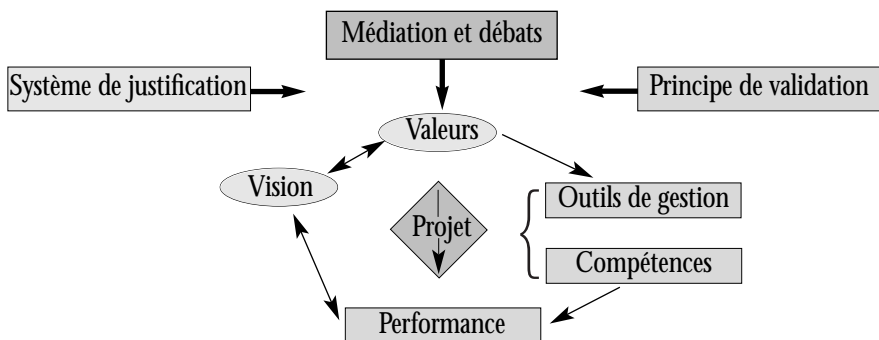 Médiation et débats
Système de justification
Principe de validation
Valeurs
Vision
Outils de gestion
Projet
Compétences
Performance